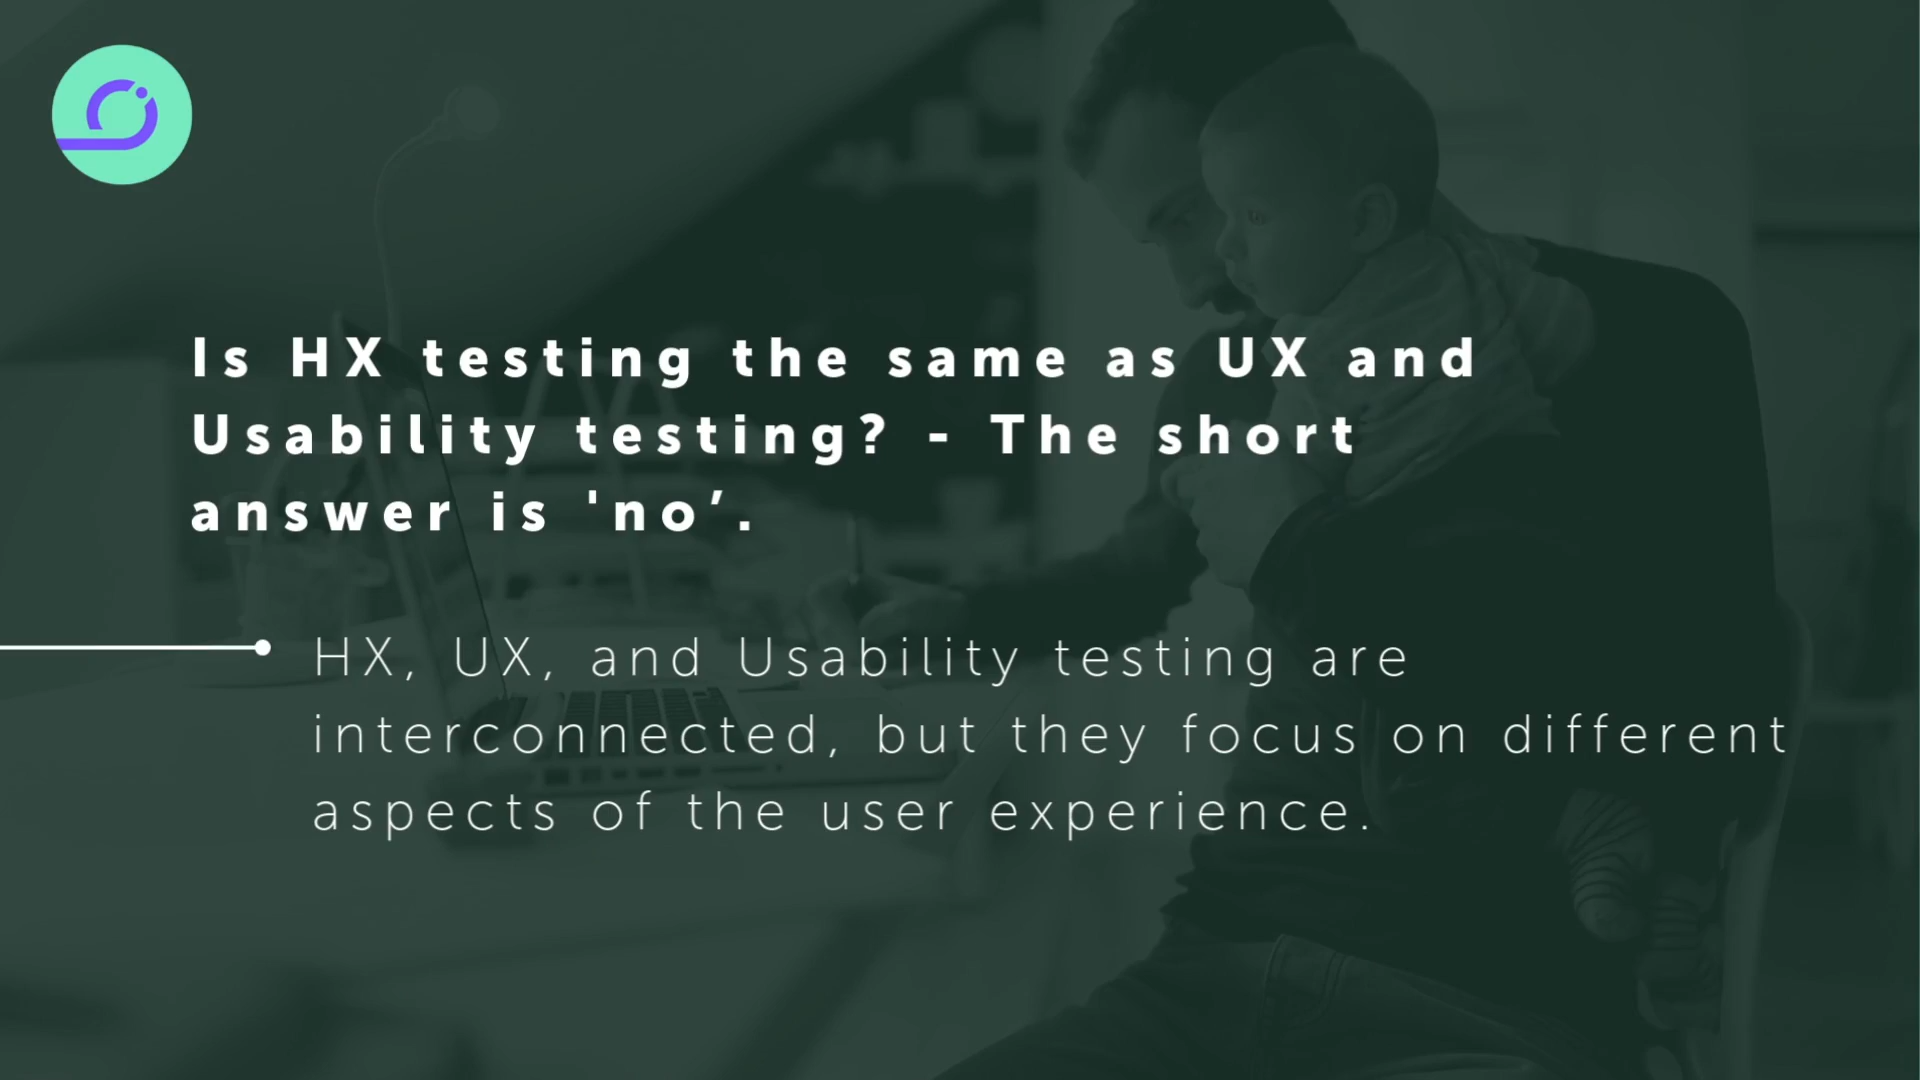 Is HX testing the same as UX and
Usability testing? - The short
answer is 'no’.
HX, UX, and Usability testing are
interconnected, but they focus on different
aspects of the user experience.